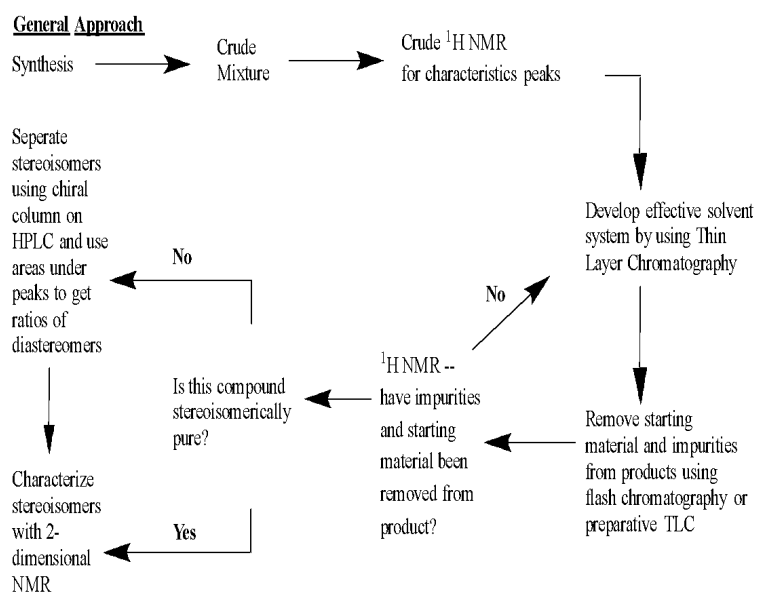 General Approach
Synthesis
Crude
Mixture
Crude ¹H NMR
for characteristics peaks
Develop effective solvent
system by using Thin
Layer Chromatography
Remove starting
material and impurities
from products using
flash chromatography or
preparative TLC
¹H NMR --
have impurities
and starting
material been
removed from
product?
No
Is this compound
stereoisomerically
pure?
No
Yes
Seperate
stereoisomers
using chiral
column on
HPLC and use
areas under
peaks to get
ratios of
diastereomers
Characterize
stereoisomers
with 2-
dimensional
NMR